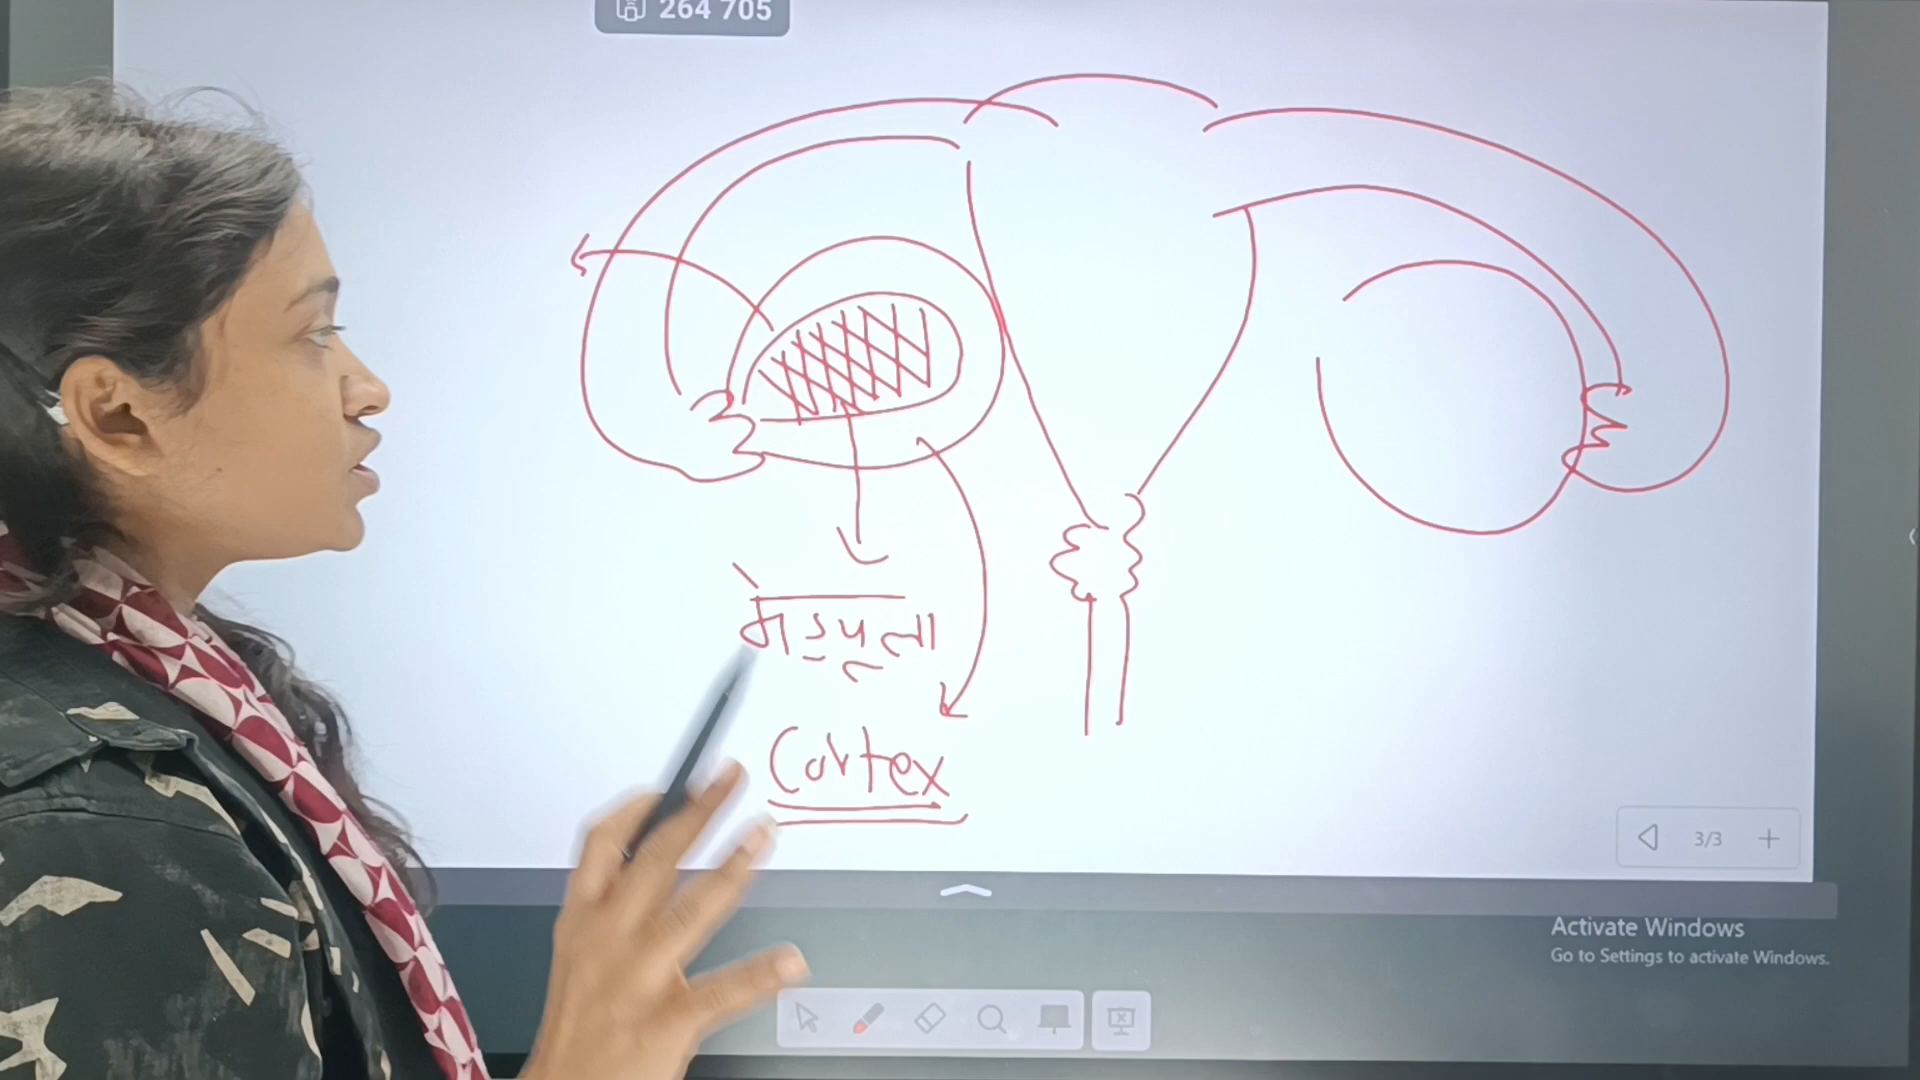 264 705
मेड्युला
Cortex
3/3
Activate Windows
Go to Settings to activate Windows.